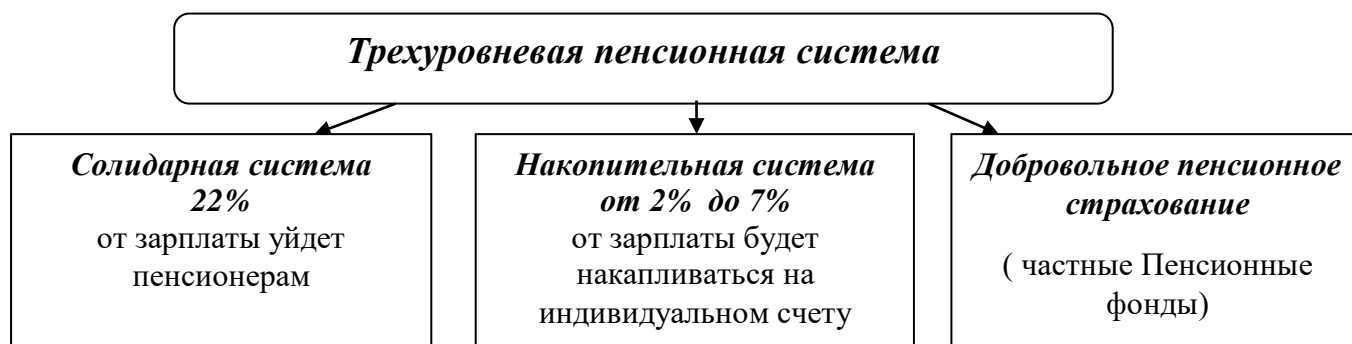 Трехуровневая пенсионная система
Солидарная система
22%
от зарплаты уйдет
пенсионерам
Накопительная система
от 2% до 7%
от зарплаты будет
накапливаться на
индивидуальном счету
Добровольное пенсионное
страхование
( частные Пенсионные
фонды)